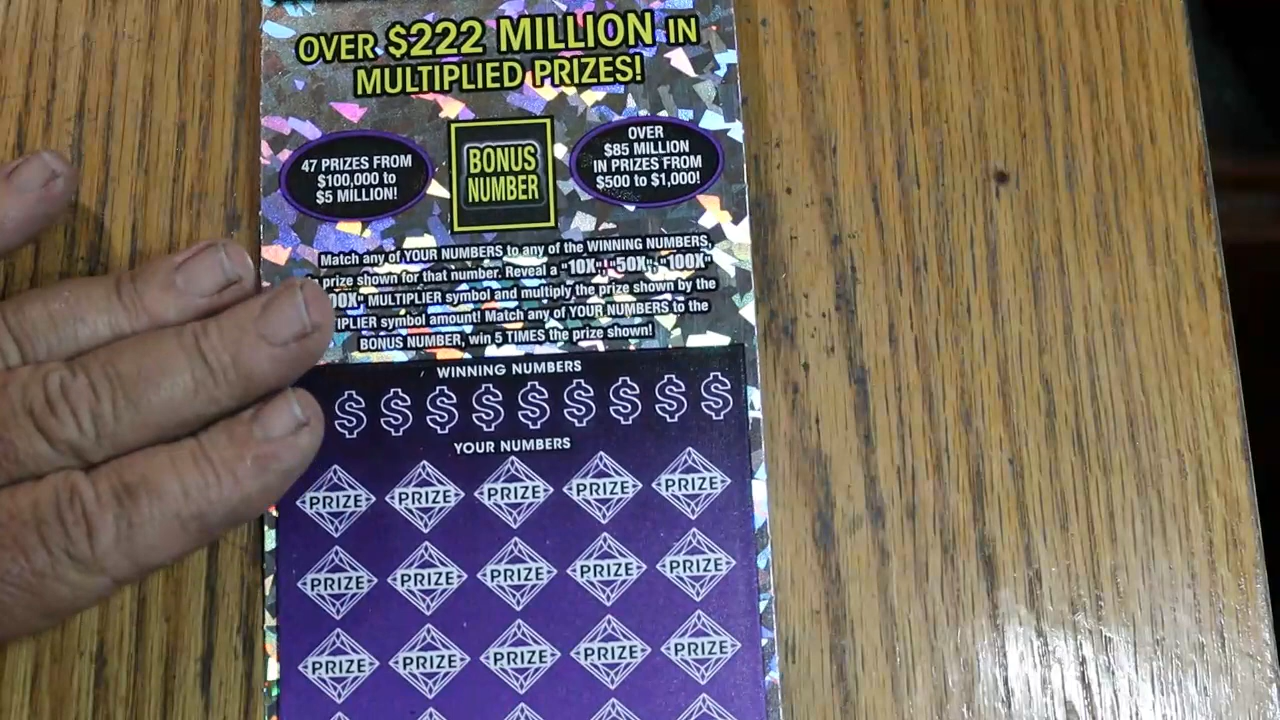 OVER $222 MILLION IN
MULTIPLIED PRIZES!
47 PRIZES FROM
$100,000 to
$5 MILLION!
BONUS
NUMBER
OVER
$85 MILLION
IN PRIZES FROM
$500 to $1,000!
Match any of YOUR NUMBERS to any of the WINNING NUMBERS,
prize shown for that number. Reveal a "10X", "50X", "100X"
00X" MULTIPLIER symbol and multiply the prize shown by the
IPLIER symbol amount! Match any of YOUR NUMBERS to the
BONUS NUMBER, win 5 TIMES the prize shown!
WINNING NUMBERS
$ $ $ $ $ $ $ $ $
YOUR NUMBERS
PRIZE PRIZE PRIZE PRIZE PRIZE
PRIZE PRIZE PRIZE PRIZE PRIZE
PRIZE PRIZE PRIZE PRIZE PRIZE